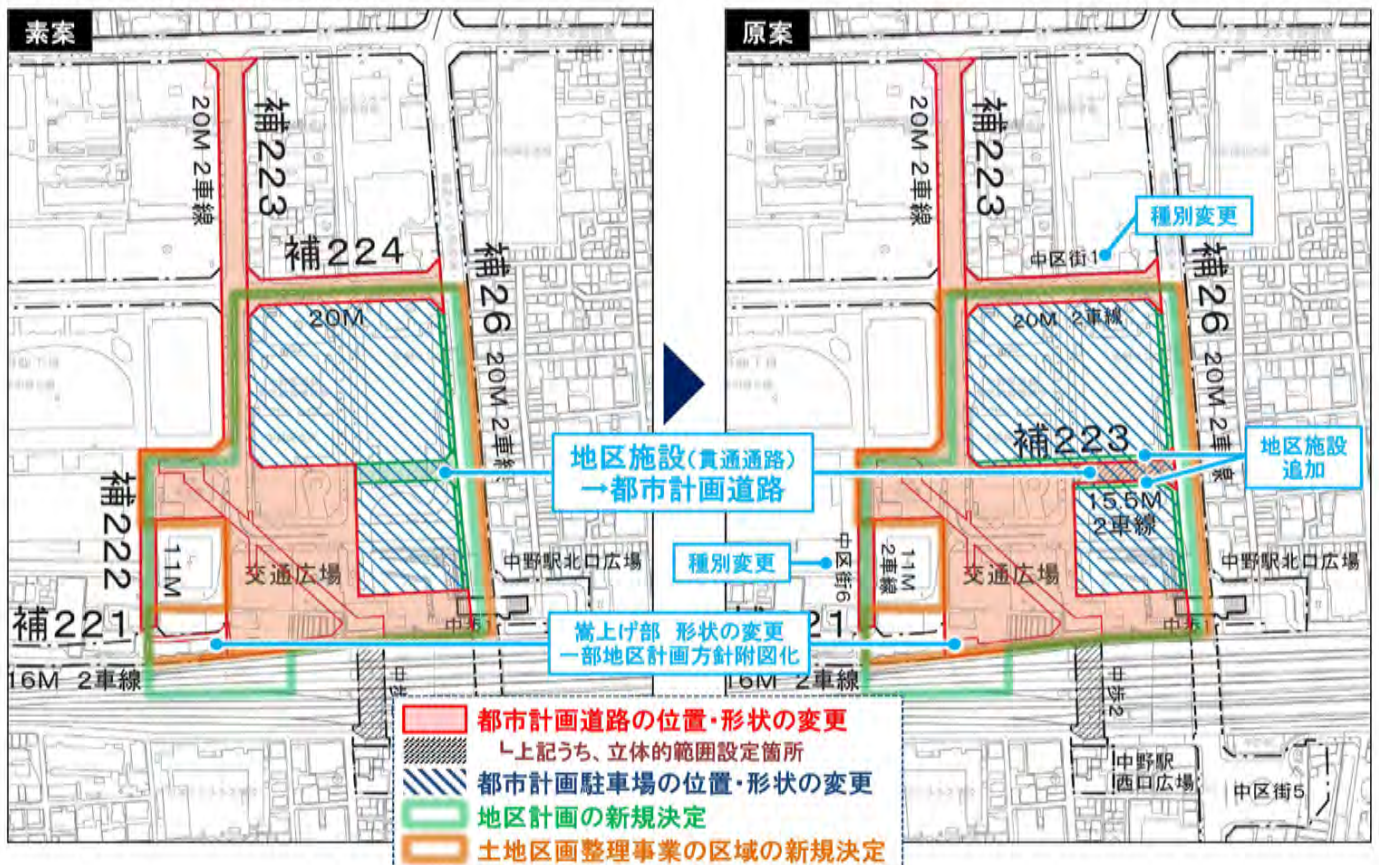 素案
20M 2車線
補223
補224
20M
補26
20M 2車線
補222
11M
交通広場
中野駅北口広場
補221
16M 2車線
中歩2
原案
20M 2車線
補223
種別変更
中区街1
補26
20M 2車線
20M 2車線
補223
地区施設
追加
15.5M
2車線
地区施設(貫通通路)
→都市計画道路
種別変更
中区街6
11M
2車線
交通広場
中野駅北口広場
21
嵩上げ部 形状の変更
一部地区計画方針附図化
16M 2車線
中歩2
中野駅
西口広場
中区街5
都市計画道路の位置・形状の変更
┗上記うち、立体的範囲設定箇所
都市計画駐車場の位置・形状の変更
地区計画の新規決定
土地区画整理事業の区域の新規決定